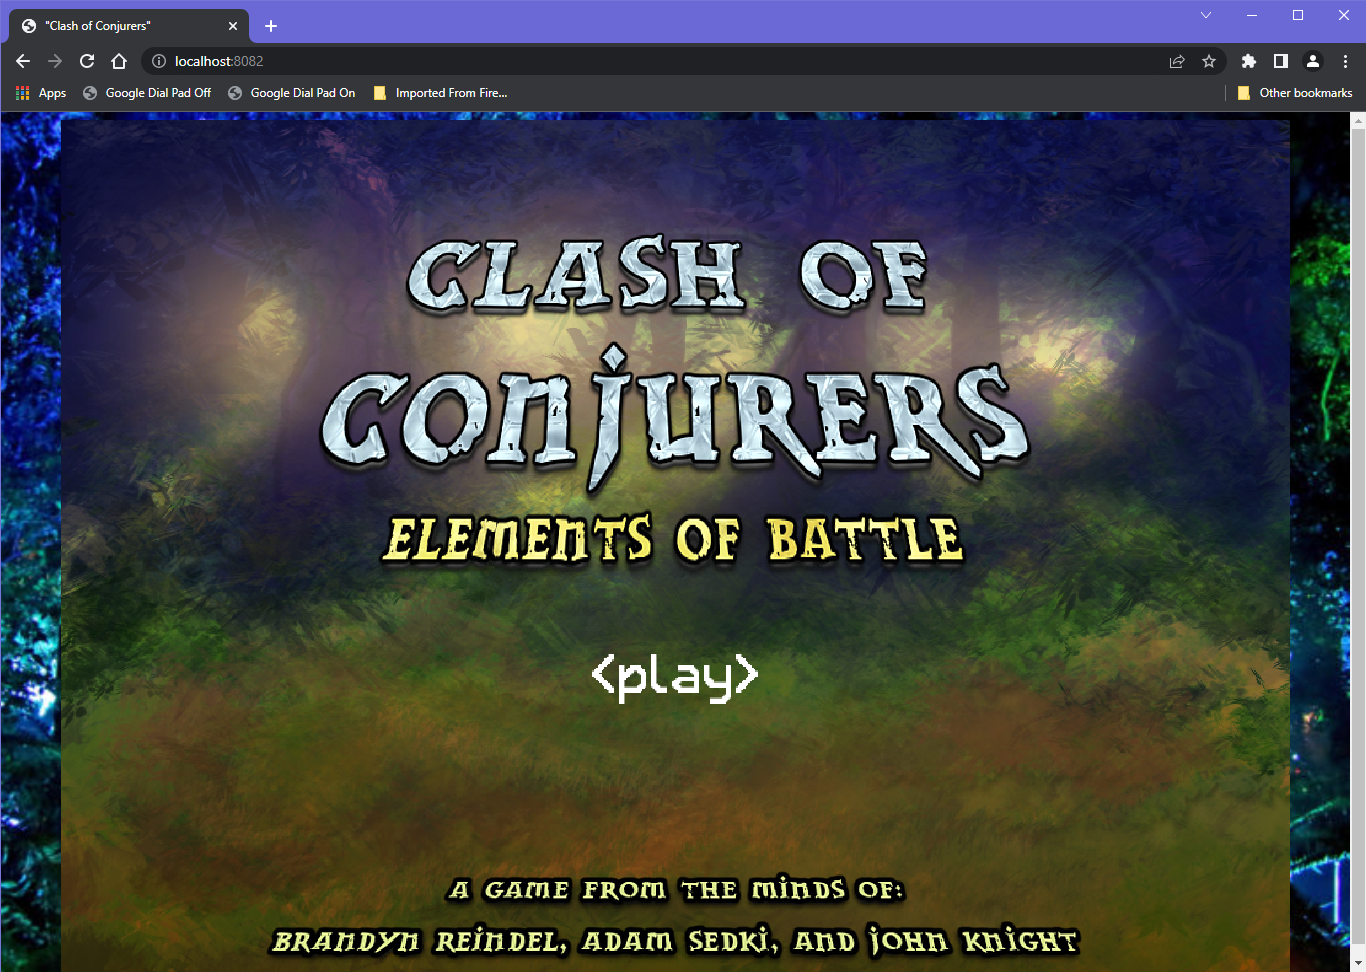 "Clash of Conjurers"
localhost:8082
Apps
Google Dial Pad Off
Google Dial Pad On
Imported From Fire...
Other bookmarks
CLASH OF
CONJURERS
ELEMENTS OF BATTLE
<play>
A GAME FROM THE MINDS OF:
BRANDYN REINDEL, ADAM SEDKI, AND JOHN KNIGHT